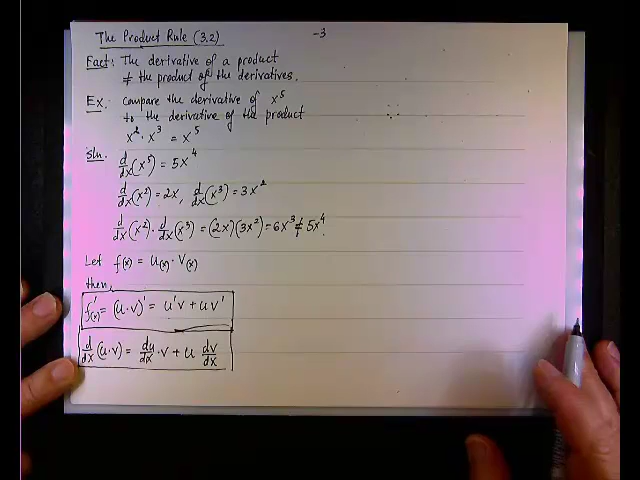 The Product Rule (3.2)
-3
Fact: The derivative of a product
≠ the product of the derivatives.
Ex. Compare the derivative of x^5
to the derivative of the product
x^2 · x^3 = x^5
Sln. d/dx(x^5) = 5x^4
d/dx(x^2) = 2x, d/dx(x^3) = 3x^2
d/dx(x^2) · d/dx(x^3) = (2x)(3x^2) = 6x^3 ≠ 5x^4
Let f(x) = u(x) · v(x)
then,
f'(x) = (u·v)' = u'v + uv'
d/dx(u·v) = du/dx · v + u dv/dx